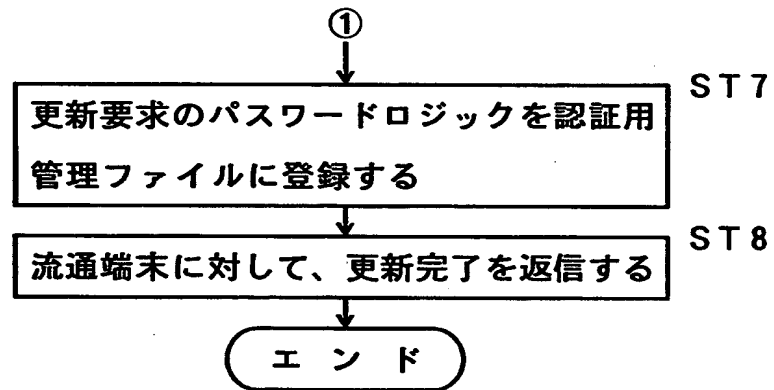 ①
ST7
更新要求のパスワードロジックを認証用
管理ファイルに登録する
ST8
流通端末に対して、更新完了を返信する
エンド